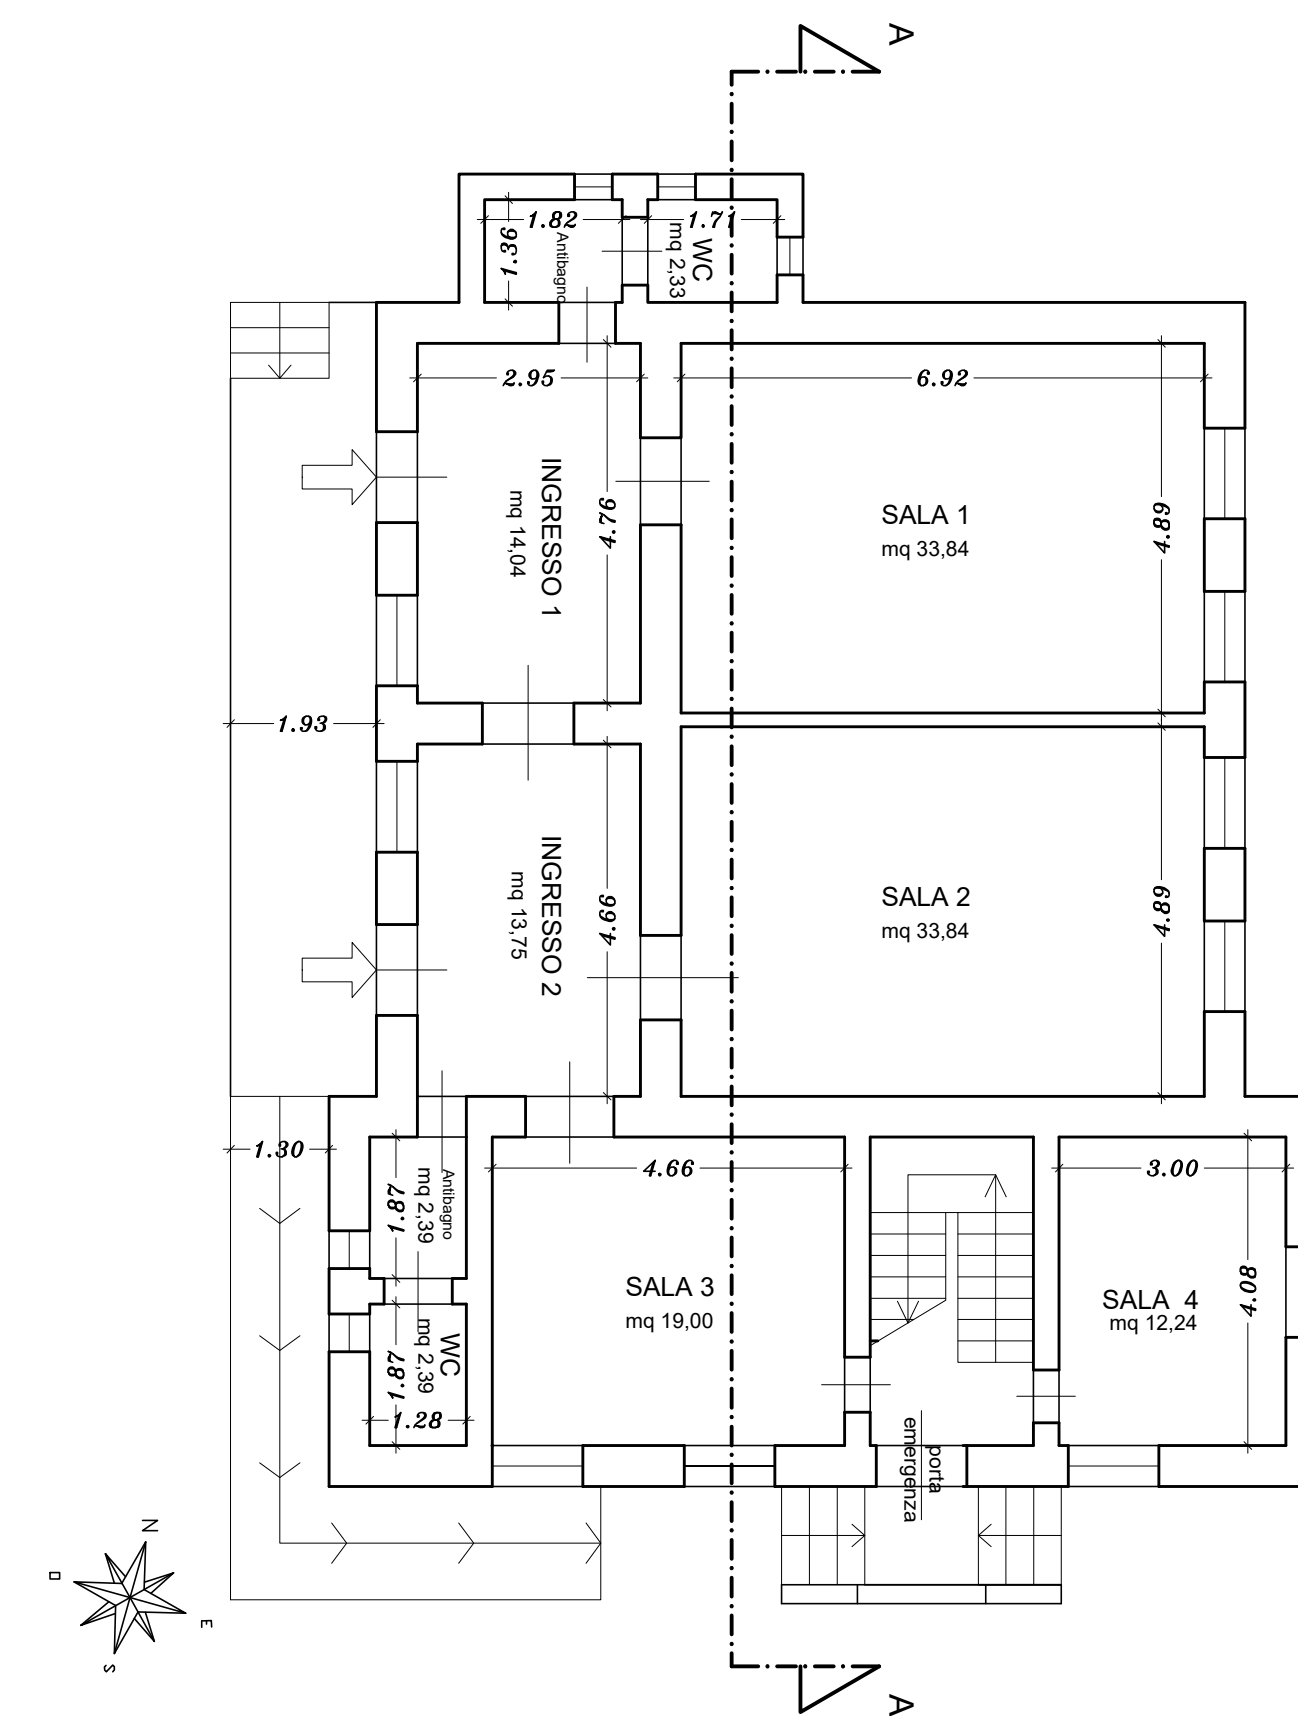 A
1.82
1.71
1.36
Antibagno
WC
mq 2,33
2.95
6.92
INGRESSO 1
mq 14,04
4.76
SALA 1
mq 33,84
4.89
1.93
INGRESSO 2
mq 13,75
4.66
SALA 2
mq 33,84
4.89
1.30
Antibagno
mq 2,39
1.87
4.66
3.00
SALA 3
mq 19,00
SALA 4
mq 12,24
4.08
WC
mq 2,39
1.87
1.28
porta
emergenza
N
O
E
S
A